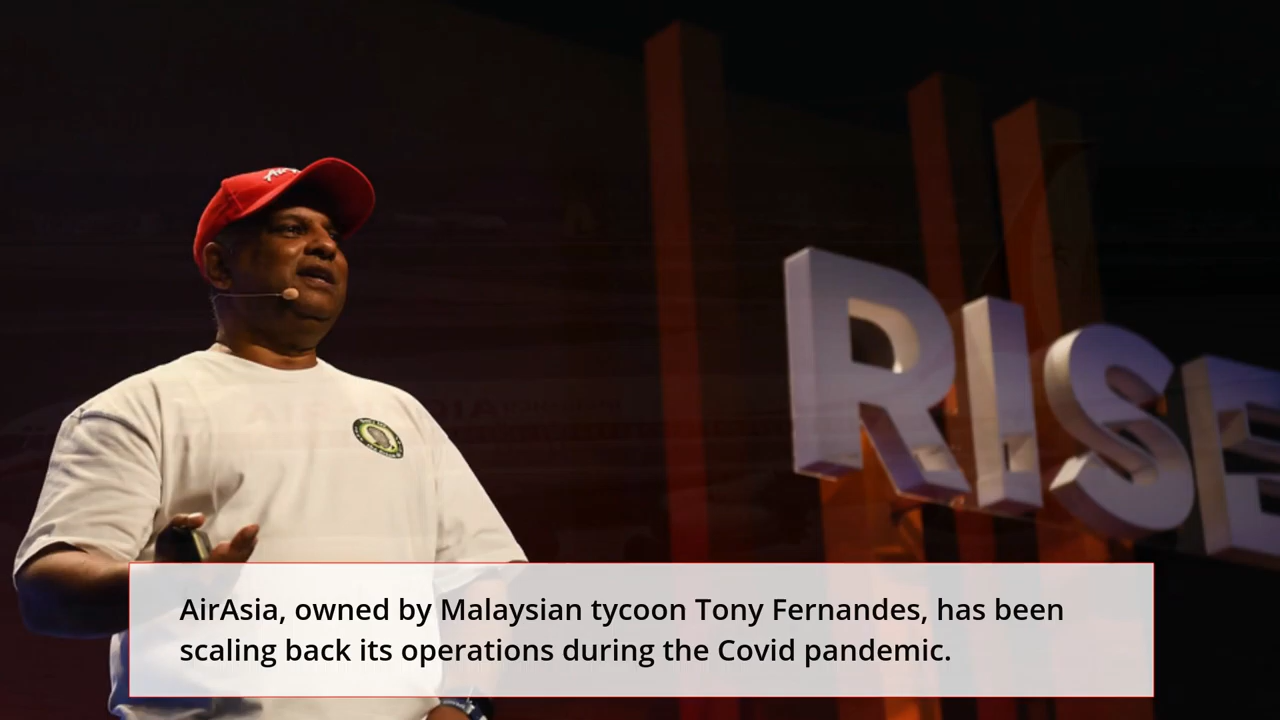 RISE
AirAsia, owned by Malaysian tycoon Tony Fernandes, has been
scaling back its operations during the Covid pandemic.